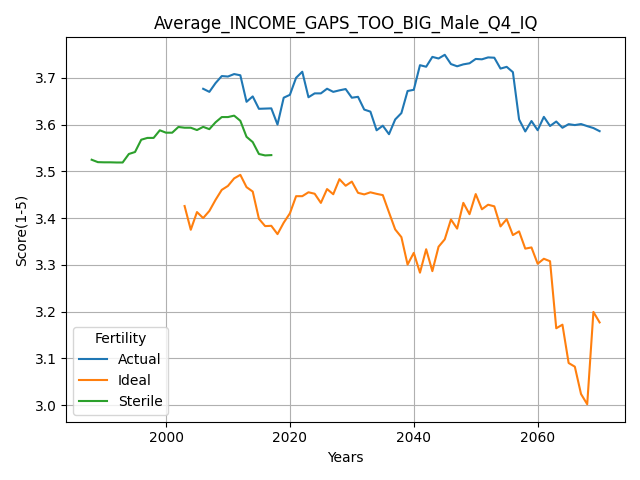 Average_INCOME_GAPS_TOO_BIG_Male_Q4_IQ
Score(1-5)
3.7
3.6
3.5
3.4
3.3
3.2
3.1
3.0
Fertility
Actual
Ideal
Sterile
2000 2020 2040 2060
Years